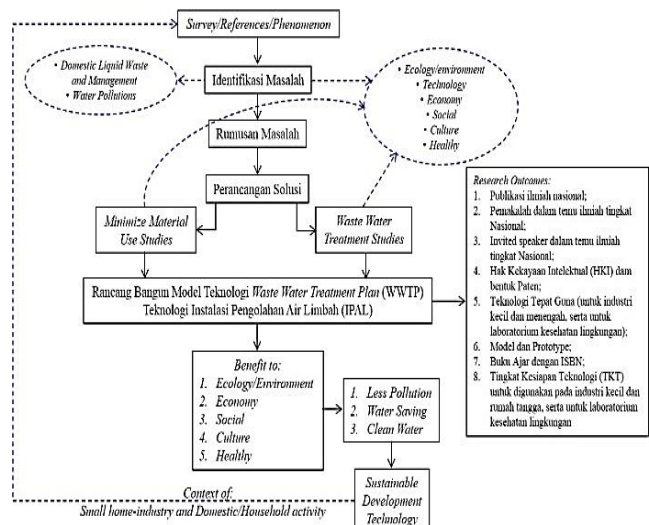 Survey/References/Phenomenon
• Domestic Liquid Waste
and Management
• Water Pollutions
Identifikasi Masalah
• Ecology/environment
• Technology
• Economy
• Social
• Culture
• Healthy
Rumusan Masalah
Perancangan Solusi
Minimize Material
Use Studies
Waste Water
Treatment Studies
Rancang Bangun Model Teknologi Waste Water Treatment Plan (WWTP)
Teknologi Instalasi Pengolahan Air Limbah (IPAL)
Research Outcomes:
1. Publikasi ilmiah nasional;
2. Pemakalah dalam temu ilmiah tingkat
Nasional;
3. Invited speaker dalam temu ilmiah
tingkat Nasional;
4. Hak Kekayaan Intelektual (HKI) dam
bentuk Paten;
5. Teknologi Tepat Guna (untuk industri
kecil dan menengah, serta untuk
laboratorium kesehatan lingkungan);
6. Model dan Prototype;
7. Buku Ajar dengan ISBN;
8. Tingkat Kesiapan Teknologi (TKT)
untuk digunakan pada industri kecil dan
rumah tangga, serta untuk laboratorium
kesehatan lingkungan
Benefit to:
1. Ecology/Environment
2. Economy
3. Social
4. Culture
5. Healthy
1. Less Pollution
2. Water Saving
3. Clean Water
Sustainable
Development
Technology
Context of:
Small home-industry and Domestic/Household activity